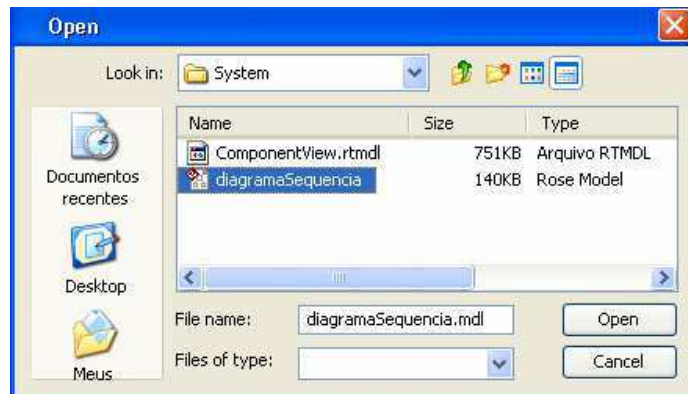 Open
Look in: System
Name Size Type
ComponentView.rtmdl 751KB Arquivo RTMDL
diagramaSequencia 140KB Rose Model
Documentos
recentes
Desktop
Meus
File name: diagramaSequencia.mdl Open
Files of type: Cancel